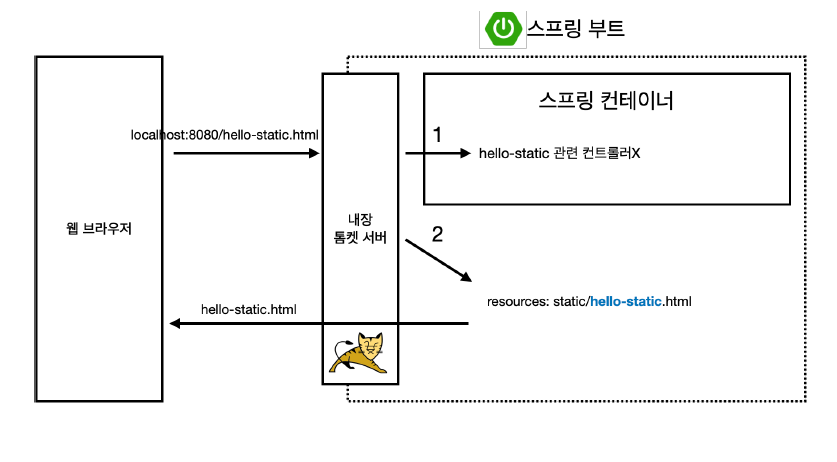 스프링 부트
스프링 컨테이너
localhost:8080/hello-static.html
1
hello-static 관련 컨트롤러X
웹 브라우저
내장
톰켓 서버
2
resources: static/hello-static.html
hello-static.html